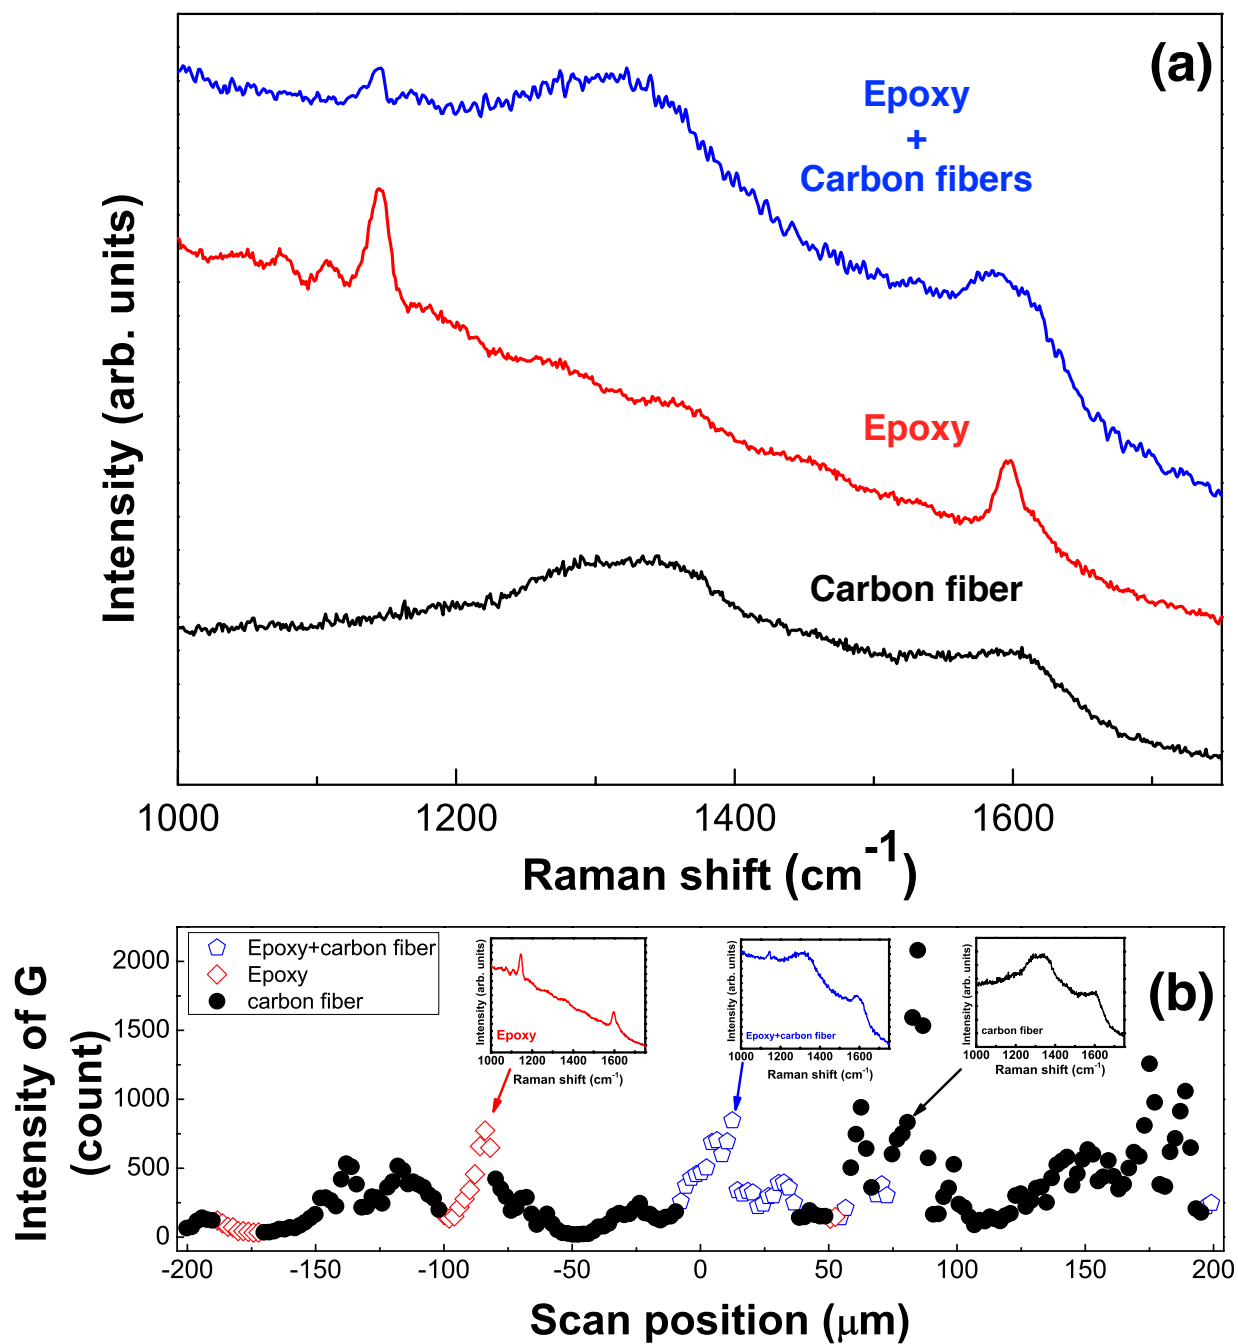 (a)
Epoxy
+
Carbon fibers
Epoxy
Carbon fiber
Intensity (arb. units)
1000 1200 1400 1600
Raman shift (cm-1)
Epoxy+carbon fiber
Epoxy
carbon fiber
(b)
Intensity (arb. units)
Epoxy
1000 1200 1400 1600
Raman shift (cm-1)
Intensity (arb. units)
Epoxy+carbon fiber
1000 1200 1400 1600
Raman shift (cm-1)
Intensity (arb. units)
carbon fiber
1000 1200 1400 1600
Raman shift (cm-1)
Intensity of G
(count)
2000
1500
1000
500
0
-200 -150 -100 -50 0 50 100 150 200
Scan position (μm)